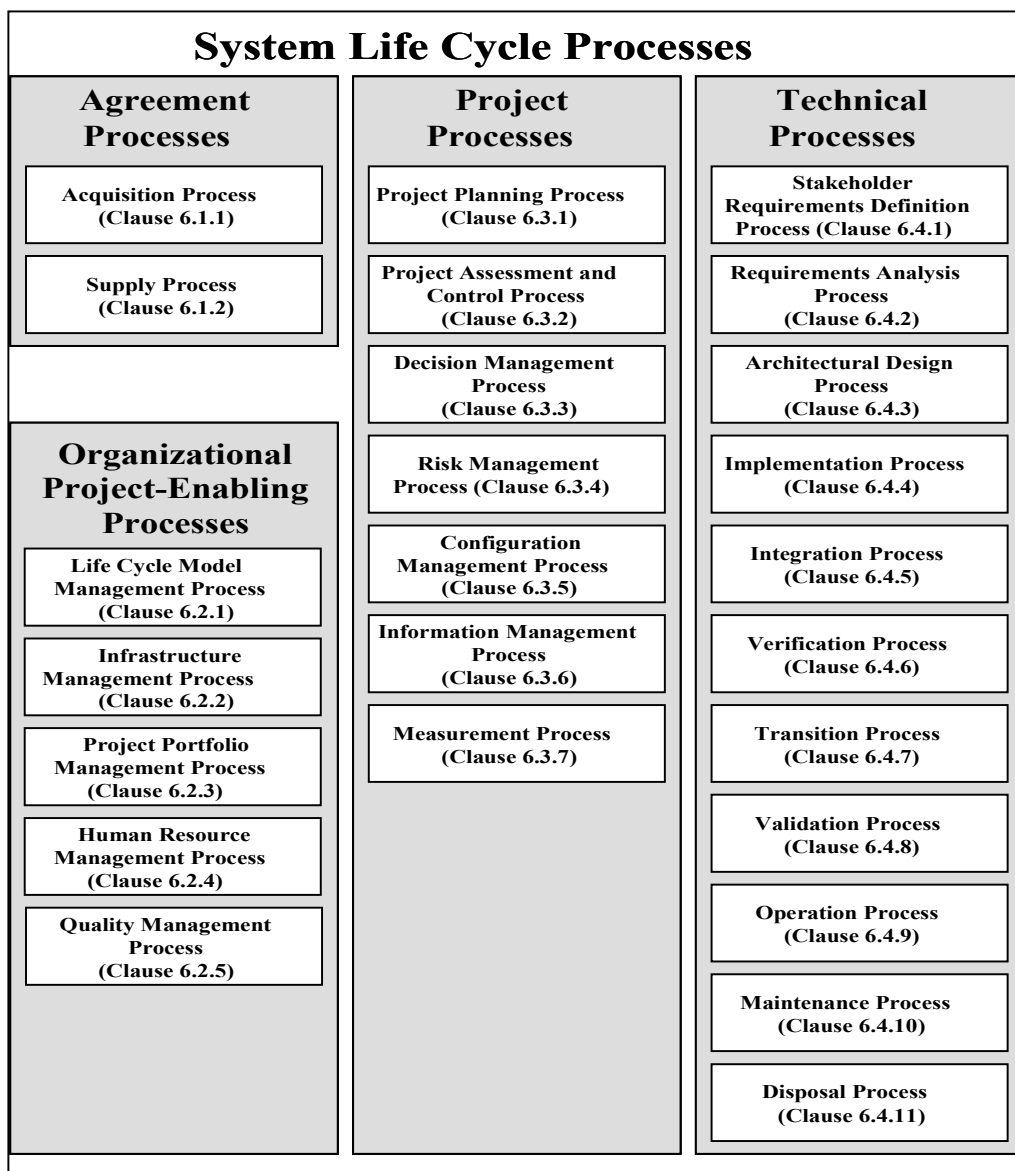 System Life Cycle Processes
Agreement
Processes
Acquisition Process
(Clause 6.1.1)
Supply Process
(Clause 6.1.2)
Organizational
Project-Enabling
Processes
Life Cycle Model
Management Process
(Clause 6.2.1)
Infrastructure
Management Process
(Clause 6.2.2)
Project Portfolio
Management Process
(Clause 6.2.3)
Human Resource
Management Process
(Clause 6.2.4)
Quality Management
Process
(Clause 6.2.5)
Project
Processes
Project Planning Process
(Clause 6.3.1)
Project Assessment and
Control Process
(Clause 6.3.2)
Decision Management
Process
(Clause 6.3.3)
Risk Management
Process (Clause 6.3.4)
Configuration
Management Process
(Clause 6.3.5)
Information Management
Process
(Clause 6.3.6)
Measurement Process
(Clause 6.3.7)
Technical
Processes
Stakeholder
Requirements Definition
Process (Clause 6.4.1)
Requirements Analysis
Process
(Clause 6.4.2)
Architectural Design
Process
(Clause 6.4.3)
Implementation Process
(Clause 6.4.4)
Integration Process
(Clause 6.4.5)
Verification Process
(Clause 6.4.6)
Transition Process
(Clause 6.4.7)
Validation Process
(Clause 6.4.8)
Operation Process
(Clause 6.4.9)
Maintenance Process
(Clause 6.4.10)
Disposal Process
(Clause 6.4.11)